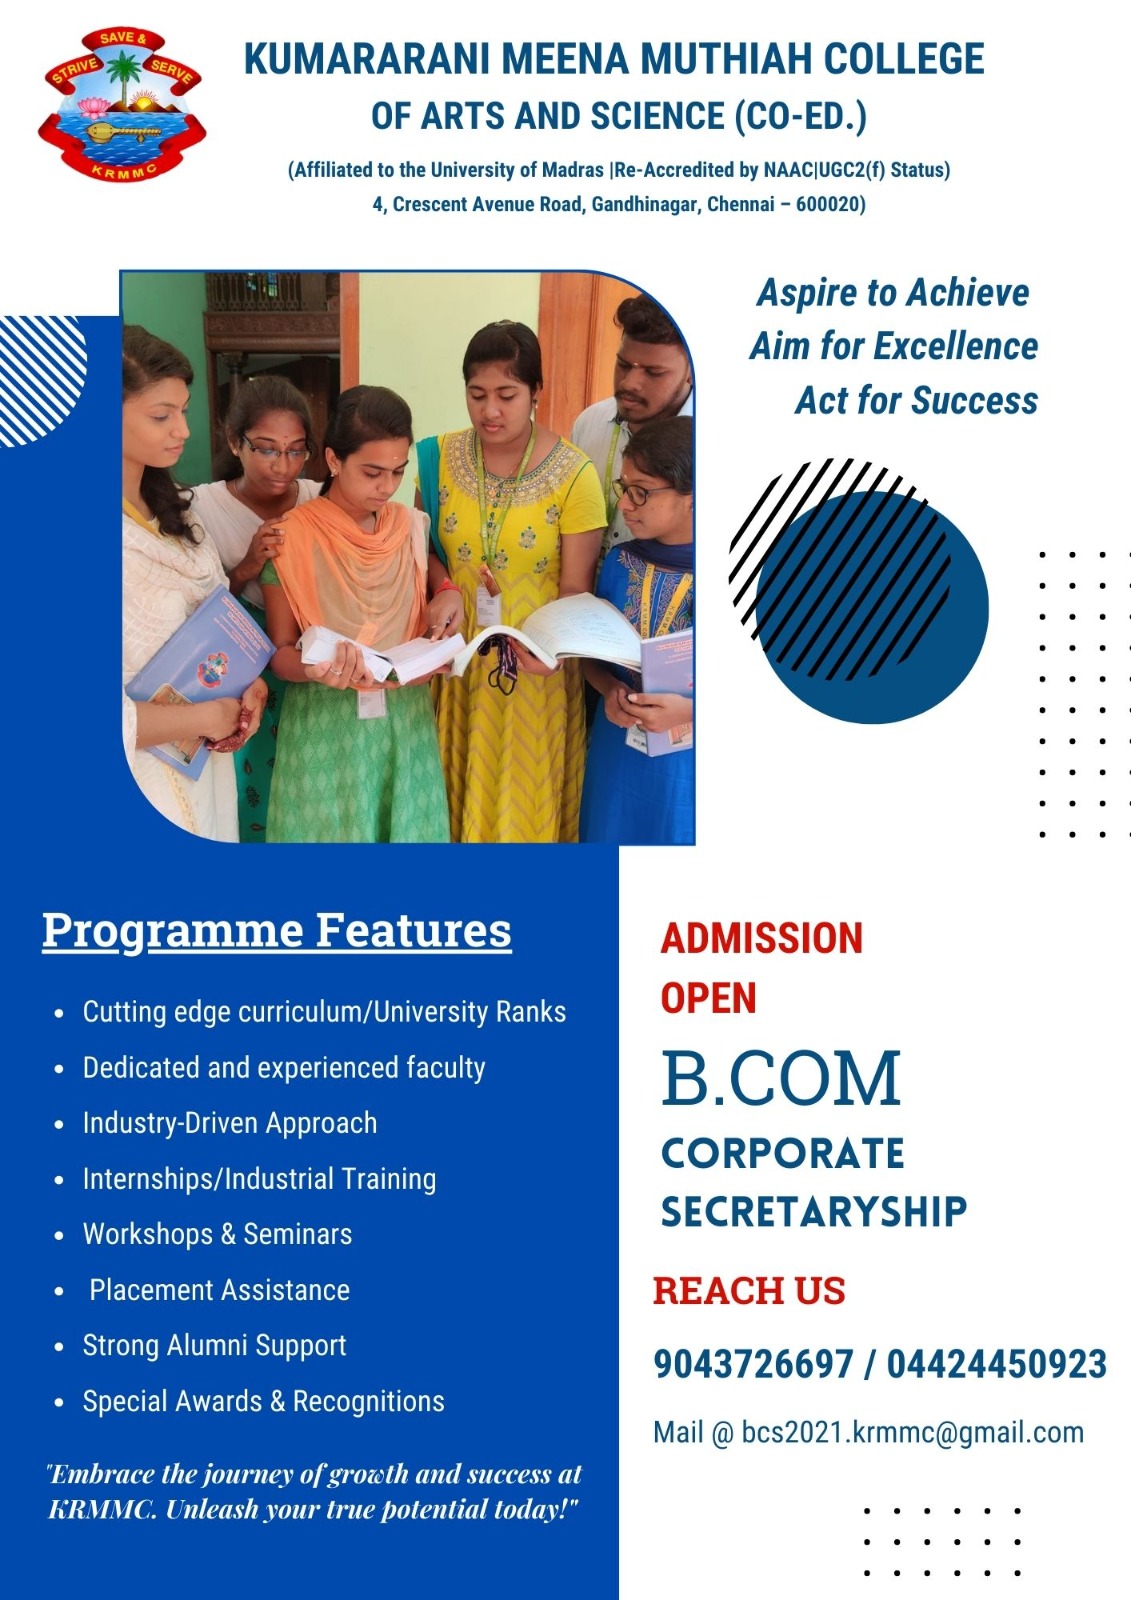 SAVE &
STRIVE
SERVE
KRMMC
KUMARARANI MEENA MUTHIAH COLLEGE
OF ARTS AND SCIENCE (CO-ED.)
(Affiliated to the University of Madras |Re-Accredited by NAAC|UGC2(f) Status)
4, Crescent Avenue Road, Gandhinagar, Chennai – 600020)
Aspire to Achieve
Aim for Excellence
Act for Success
Programme Features
• Cutting edge curriculum/University Ranks
• Dedicated and experienced faculty
• Industry-Driven Approach
• Internships/Industrial Training
• Workshops & Seminars
• Placement Assistance
• Strong Alumni Support
• Special Awards & Recognitions
"Embrace the journey of growth and success at
KRMMC. Unleash your true potential today!"
ADMISSION
OPEN
B.COM
CORPORATE
SECRETARYSHIP
REACH US
9043726697 / 04424450923
Mail @ bcs2021.krmmc@gmail.com